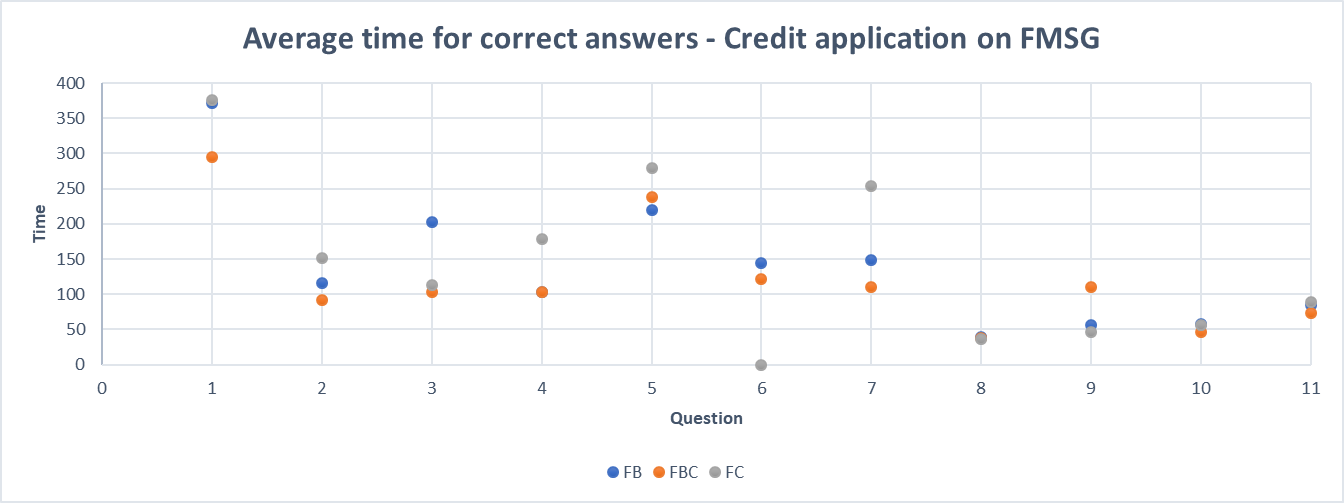 Average time for correct answers - Credit application on FMSG
400
350
300
250
200
150
100
50
0
Time
0 1 2 3 4 5 6 7 8 9 10 11
Question
FB FBC FC